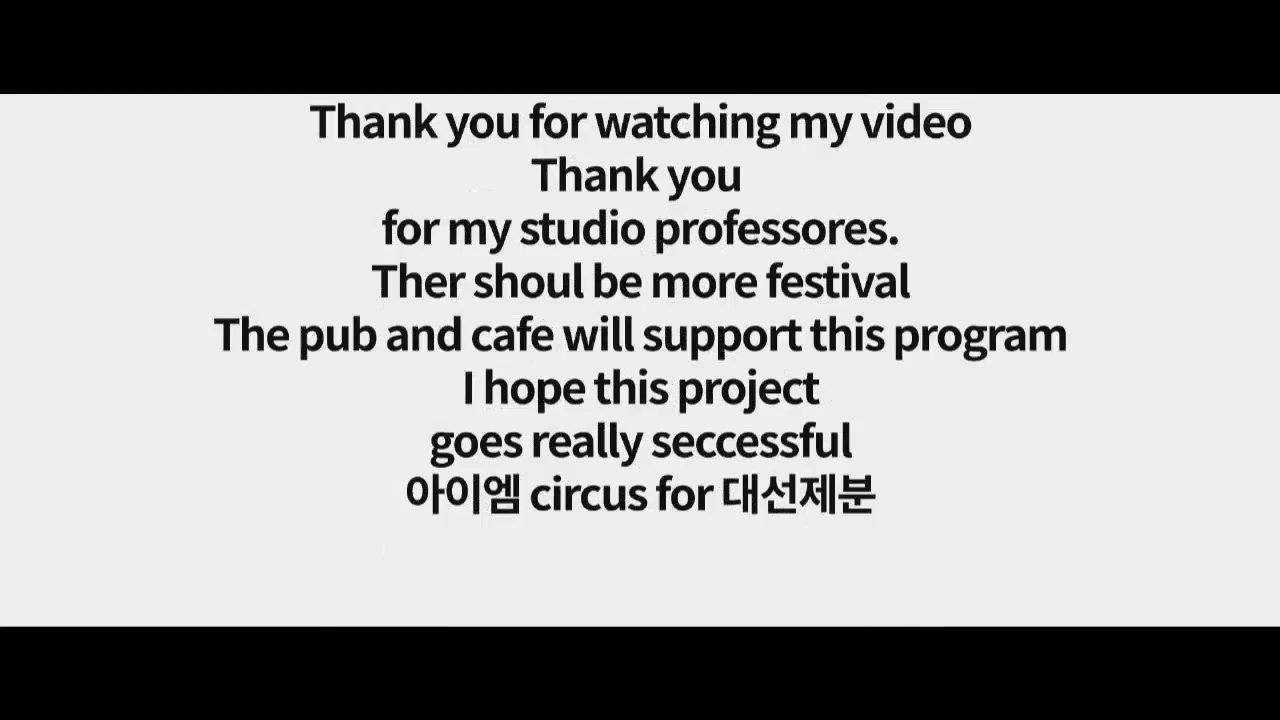 Thank you for watching my video
Thank you
for my studio professores.
Ther shoul be more festival
The pub and cafe will support this program
I hope this project
goes really seccessful
아이엠 circus for 대선제분